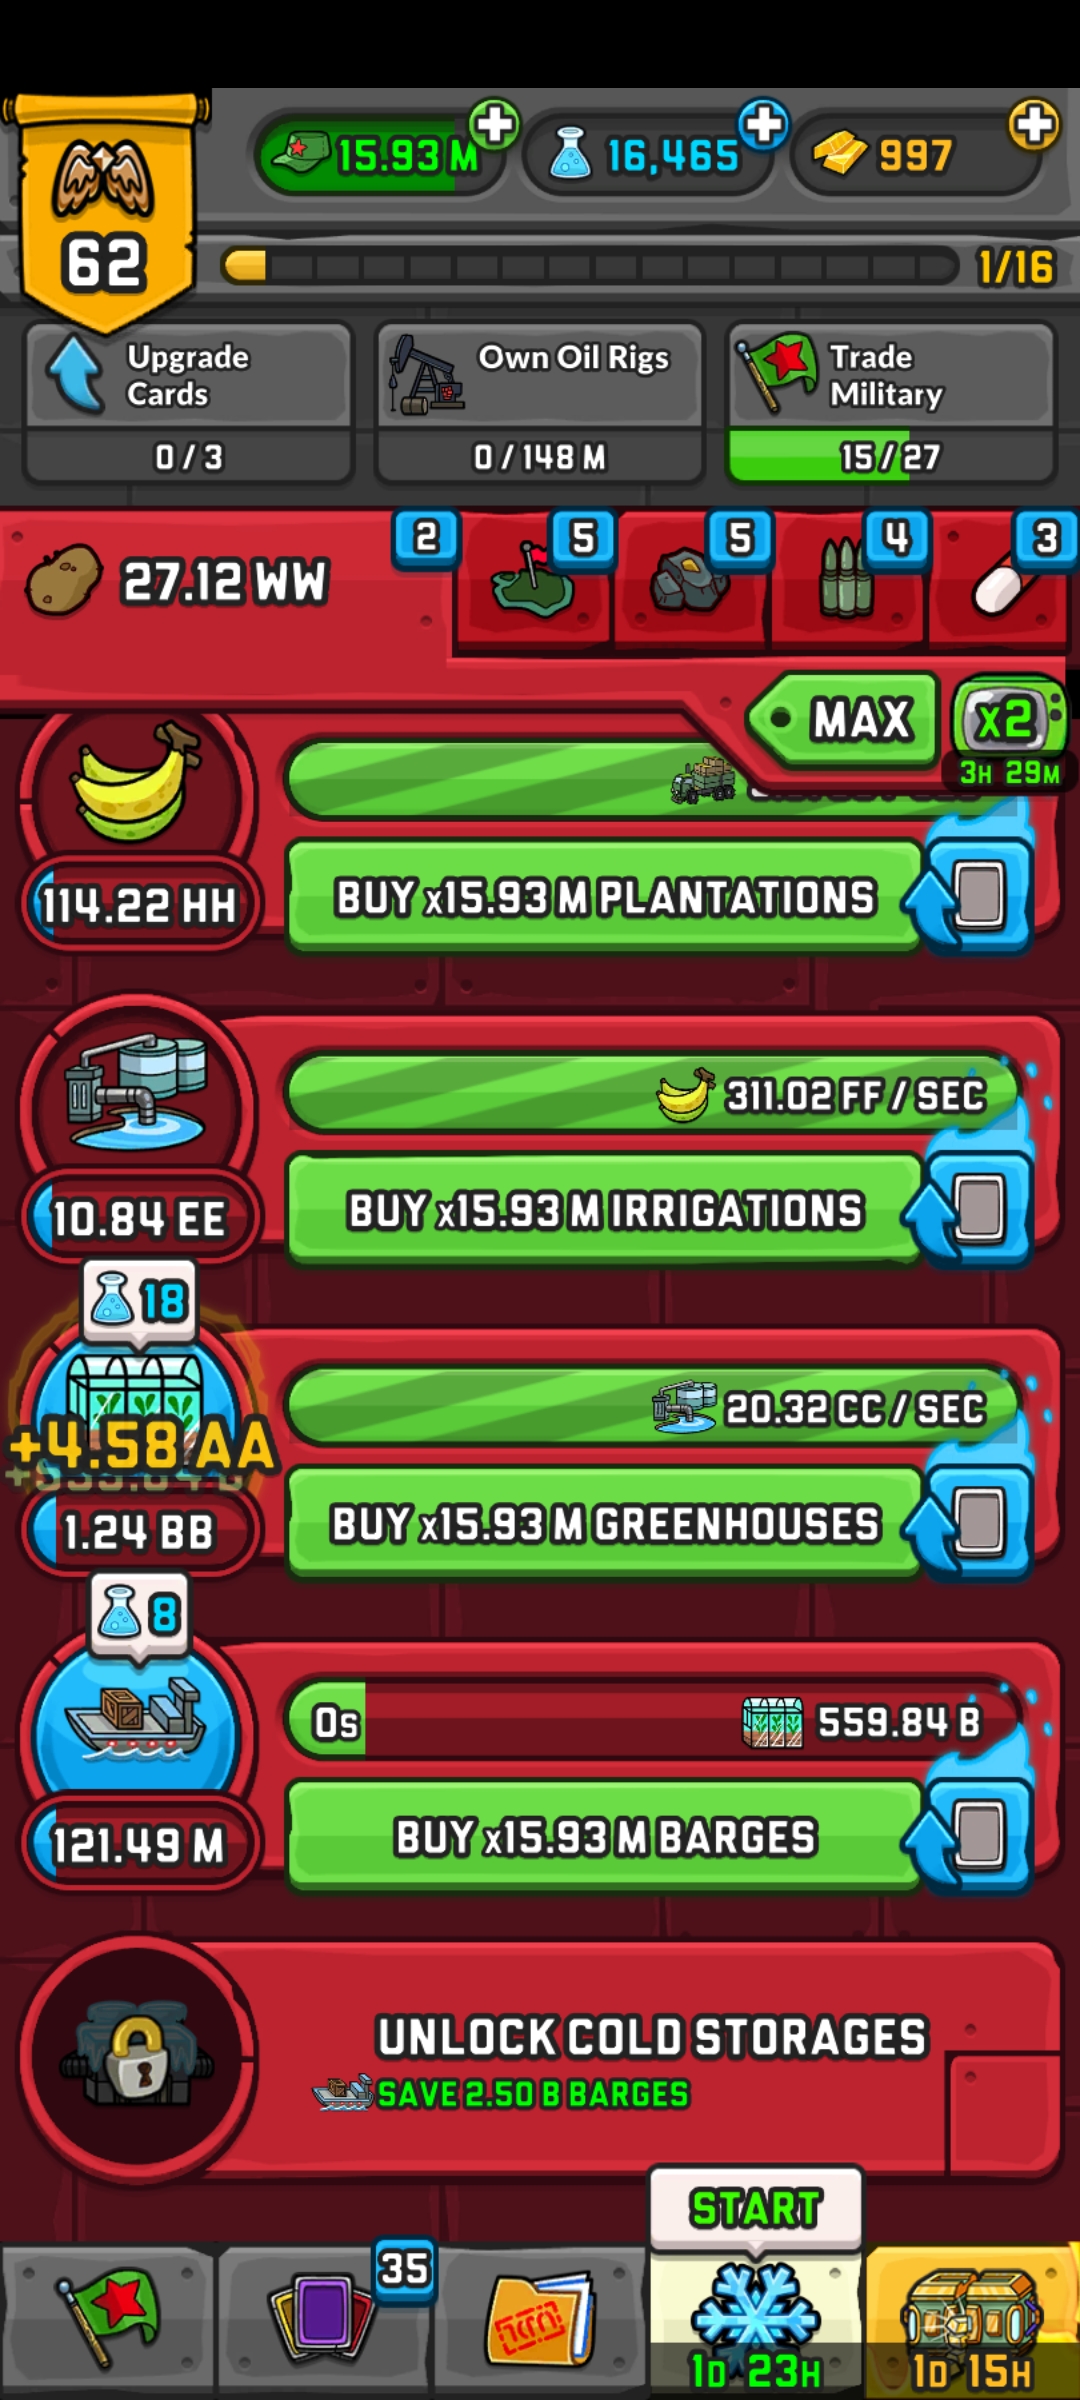 15.93 M
16,465
997
62
1/16
Upgrade
Cards
0 / 3
Own Oil Rigs
0 / 148 M
Trade
Military
15 / 27
27.12 WW
2
5
5
4
3
MAX
x2
3H 29M
114.22 HH
BUY x15.93 M PLANTATIONS
10.84 EE
311.02 FF / SEC
BUY x15.93 M IRRIGATIONS
18
+4.58 AA
1.24 BB
20.32 CC / SEC
BUY x15.93 M GREENHOUSES
8
121.49 M
0s
559.84 B
BUY x15.93 M BARGES
UNLOCK COLD STORAGES
SAVE 2.50 B BARGES
35
START
1D 23H
1D 15H